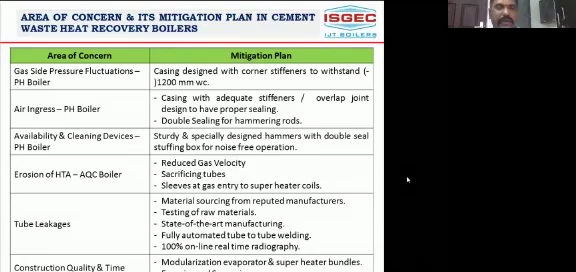 AREA OF CONCERN & ITS MITIGATION PLAN IN CEMENT
WASTE HEAT RECOVERY BOILERS
ISGEC
IJT BOILERS
Area of Concern
Mitigation Plan
Gas Side Pressure Fluctuations –
PH Boiler
Casing designed with corner stiffeners to withstand (-
)1200 mm wc.
Air Ingress – PH Boiler
- Casing with adequate stiffeners / overlap joint
design to have proper sealing.
- Double Sealing for hammering rods.
Availability & Cleaning Devices –
PH Boiler
Sturdy & specially designed hammers with double seal
stuffing box for noise free operation.
Erosion of HTA – AQC Boiler
- Reduced Gas Velocity
- Sacrificing tubes
- Sleeves at gas entry to super heater coils.
Tube Leakages
- Material sourcing from reputed manufacturers.
- Testing of raw materials.
- State-of-the-art manufacturing.
- Fully automated tube to tube welding.
- 100% on-line real time radiography.
Construction Quality & Time
- Modularization evaporator & super heater bundles.